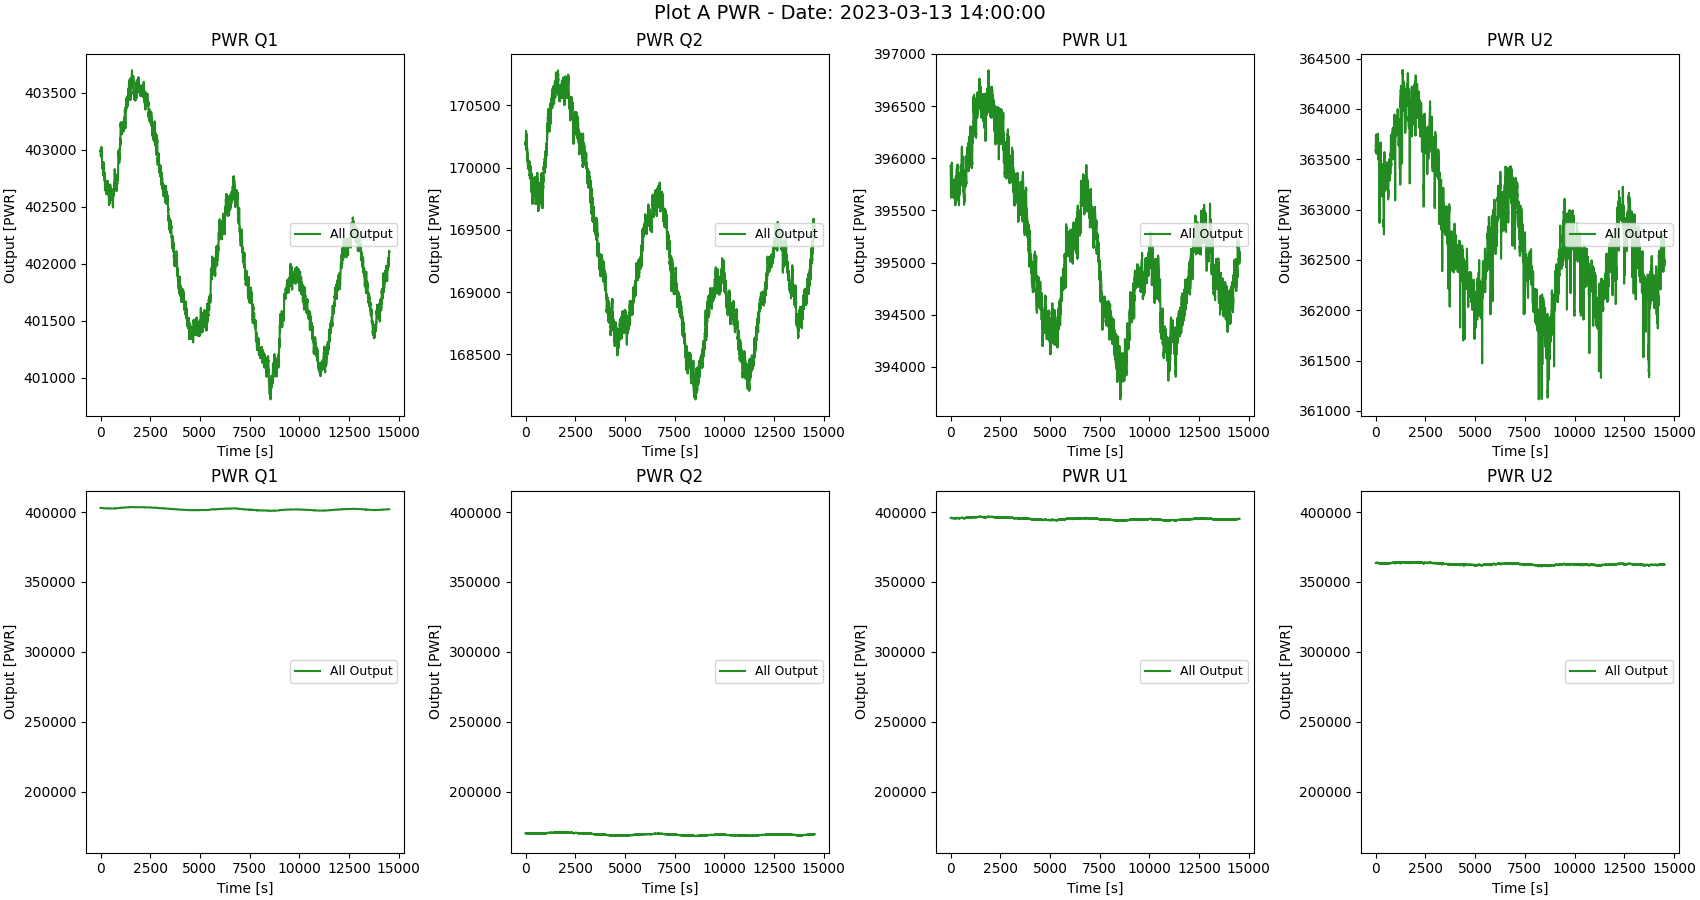 Plot A PWR - Date: 2023-03-13 14:00:00
PWR Q1
403500
403000
402500
402000
401500
401000
Output [PWR]
All Output
0 2500 5000 7500 10000 12500 15000
Time [s]
PWR Q2
170500
170000
169500
169000
168500
Output [PWR]
All Output
0 2500 5000 7500 10000 12500 15000
Time [s]
PWR U1
397000
396500
396000
395500
395000
394500
394000
Output [PWR]
All Output
0 2500 5000 7500 10000 12500 15000
Time [s]
PWR U2
364500
364000
363500
363000
362500
362000
361500
361000
Output [PWR]
All Output
0 2500 5000 7500 10000 12500 15000
Time [s]
PWR Q1
400000
350000
300000
250000
200000
Output [PWR]
All Output
0 2500 5000 7500 10000 12500 15000
Time [s]
PWR Q2
400000
350000
300000
250000
200000
Output [PWR]
All Output
0 2500 5000 7500 10000 12500 15000
Time [s]
PWR U1
400000
350000
300000
250000
200000
Output [PWR]
All Output
0 2500 5000 7500 10000 12500 15000
Time [s]
PWR U2
400000
350000
300000
250000
200000
Output [PWR]
All Output
0 2500 5000 7500 10000 12500 15000
Time [s]